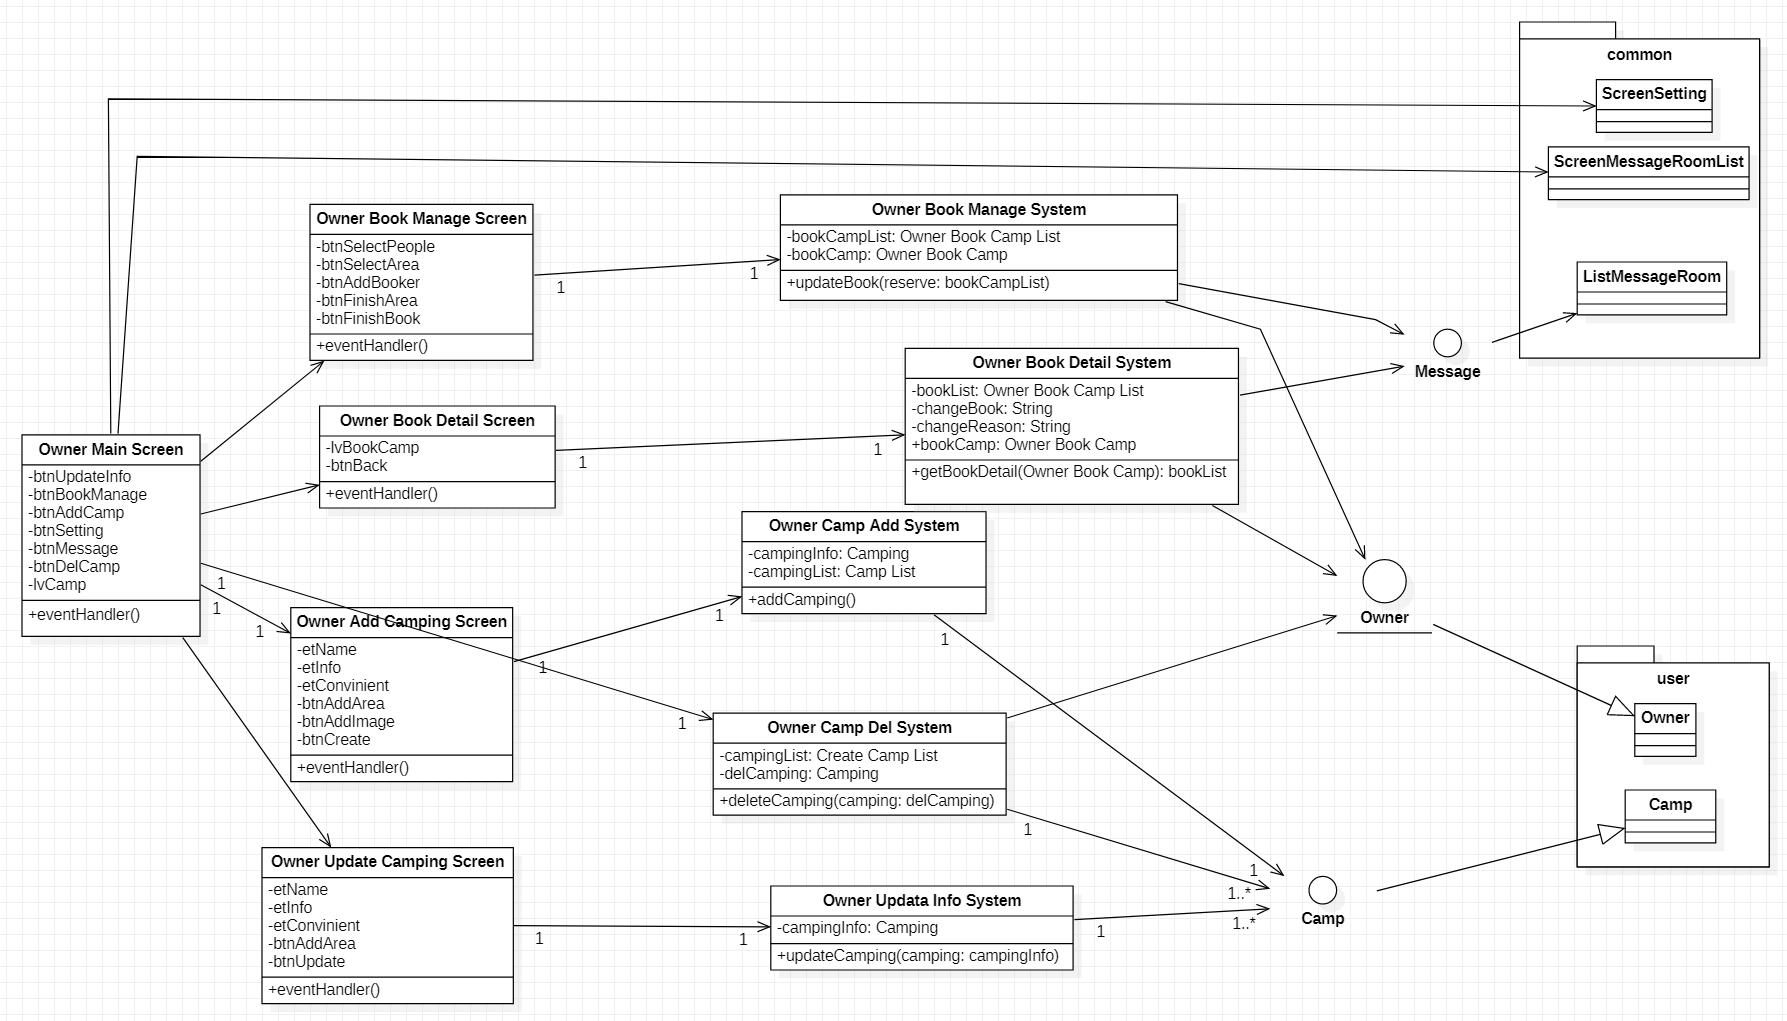 common
ScreenSetting
ScreenMessageRoomList
ListMessageRoom
Owner Book Manage Screen
-btnSelectPeople
-btnSelectArea
-btnAddBooker
-btnFinishArea
-btnFinishBook
+eventHandler()
1
1
Owner Book Manage System
-bookCampList: Owner Book Camp List
-bookCamp: Owner Book Camp
+updateBook(reserve: bookCampList)
Message
Owner Book Detail System
-bookList: Owner Book Camp List
-changeBook: String
-changeReason: String
+bookCamp: Owner Book Camp
+getBookDetail(Owner Book Camp): bookList
Owner Book Detail Screen
-lvBookCamp
-btnBack
+eventHandler()
1
1
Owner Main Screen
-btnUpdateInfo
-btnBookManage
-btnAddCamp
-btnSetting
-btnMessage
-btnDelCamp
-lvCamp
+eventHandler()
1
1
1
Owner Camp Add System
-campingInfo: Camping
-campingList: Camp List
+addCamping()
1
1
1
Owner
Owner Add Camping Screen
-etName
-etInfo
-etConvinient
-btnAddArea
-btnAddImage
-btnCreate
+eventHandler()
user
Owner
Camp
1
Owner Camp Del System
-campingList: Create Camp List
-delCamping: Camping
+deleteCamping(camping: delCamping)
1
1
1..*
1..*
Camp
Owner Update Camping Screen
-etName
-etInfo
-etConvinient
-btnAddArea
-btnUpdate
+eventHandler()
1
1
Owner Updata Info System
-campingInfo: Camping
+updateCamping(camping: campingInfo)
1